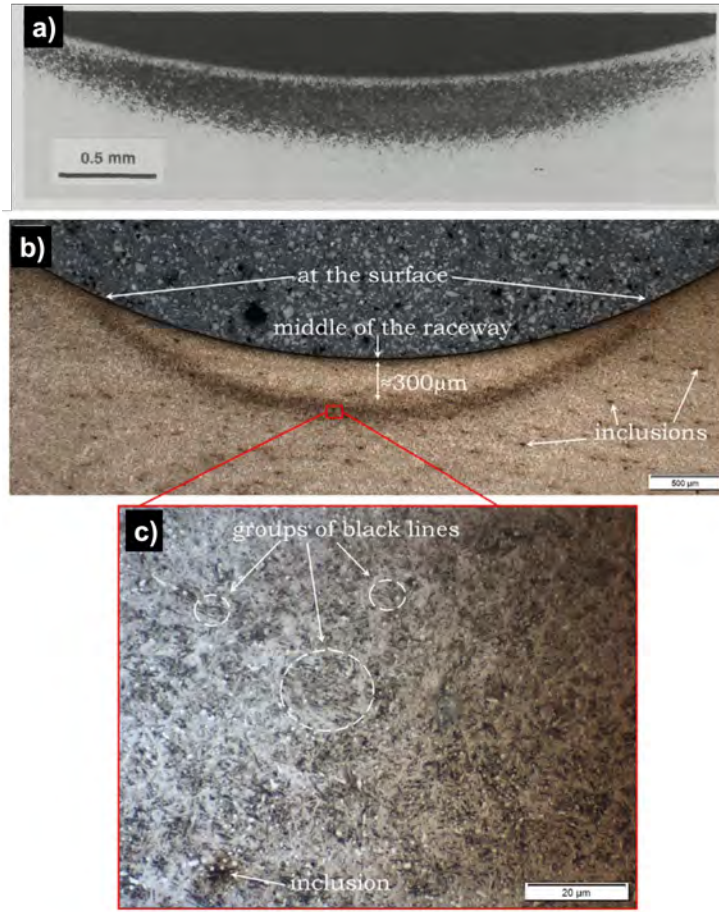 a)
0.5 mm
b)
at the surface
middle of the raceway
≈300µm
inclusions
500 µm
c)
groups of black lines
inclusion
20 µm